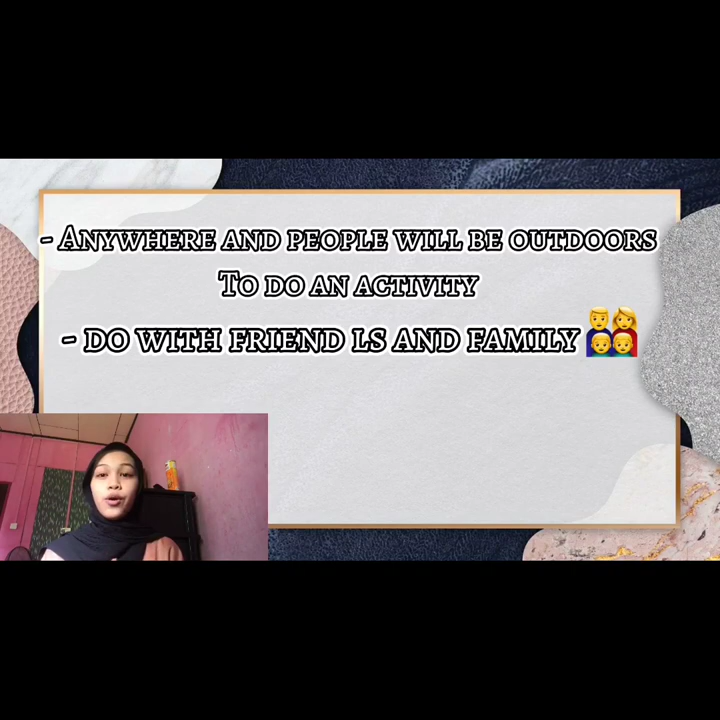 - Anywhere and people will be outdoors
To do an activity
- do with friend ls and family 👨‍👩‍👦‍👦